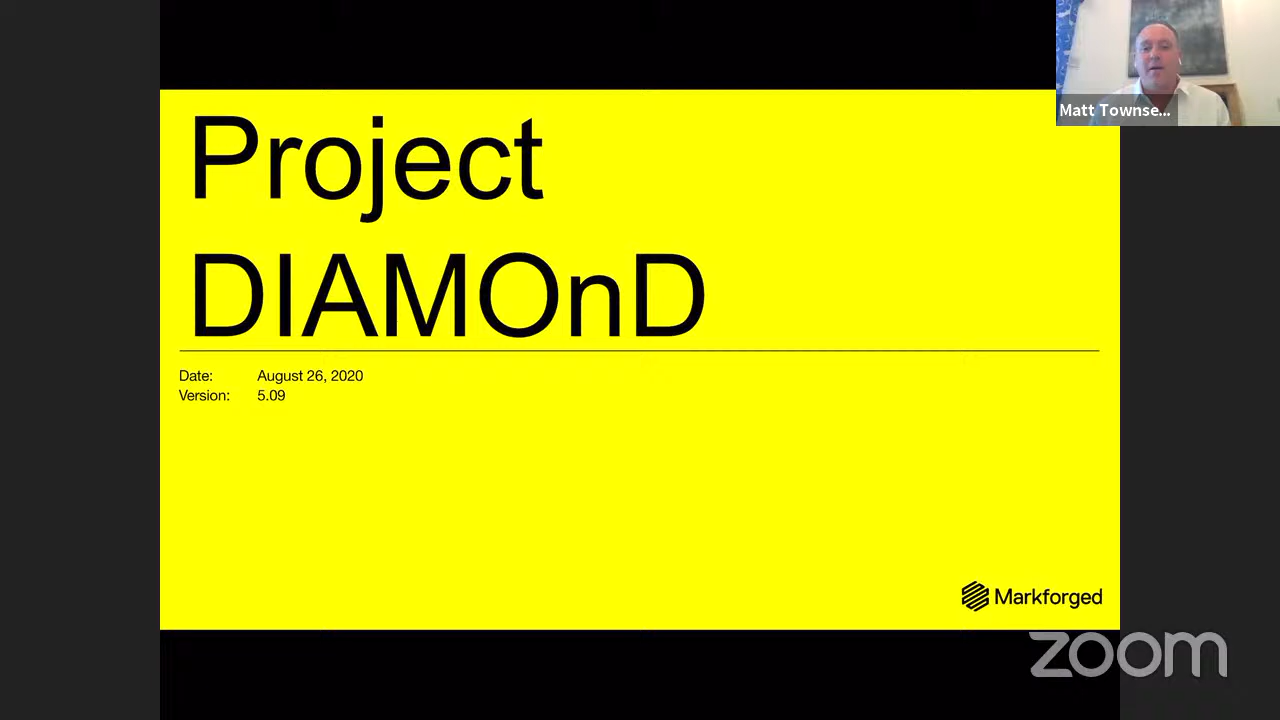 Project
DIAMOnD
Date: August 26, 2020
Version: 5.09
Markforged
Matt Townse...
zoom